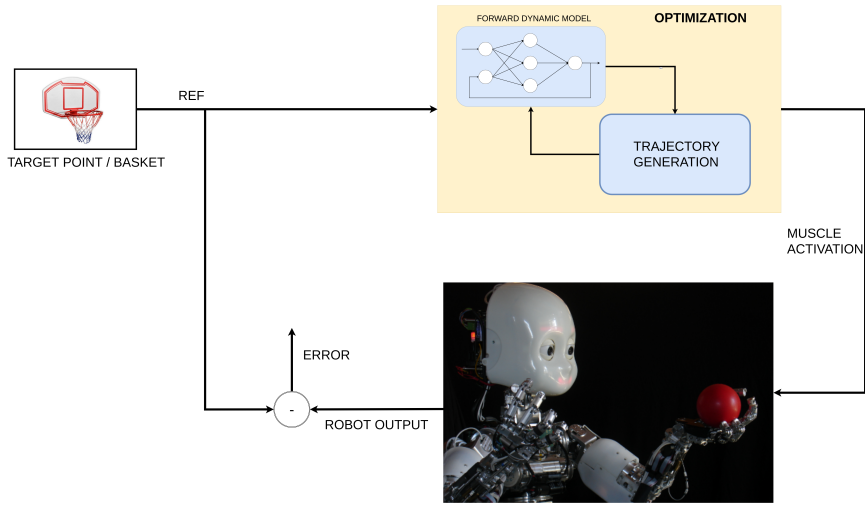 FORWARD DYNAMIC MODEL
OPTIMIZATION
REF
TRAJECTORY
GENERATION
TARGET POINT / BASKET
MUSCLE
ACTIVATION
ERROR
-
ROBOT OUTPUT